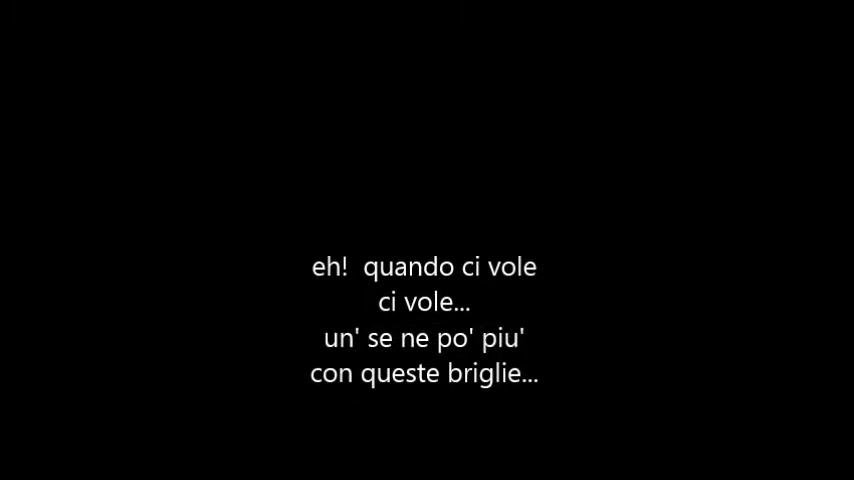 eh!  quando ci vole
ci vole...
un' se ne po' piu'
con queste briglie...